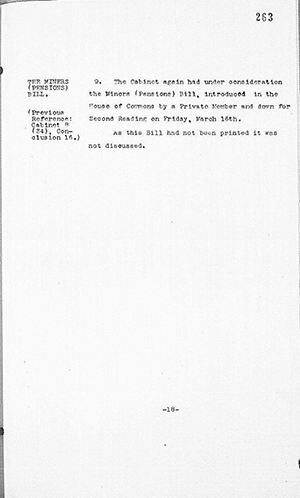 263
THE MINERS
(PENSIONS)
BILL.
(Previous
Reference:
Cabinet 8
(34), Con-
clusion 16.)
9. The Cabinet again had under consideration
the Miners (Pensions) Bill, introduced in the
House of Commons by a Private Member and down for
Second Reading on Friday, March 16th.
As this Bill had not been printed it was
not discussed.
-18-